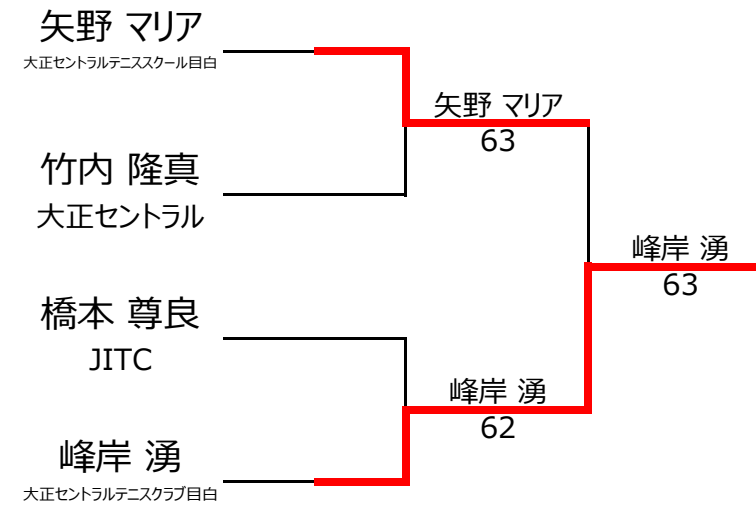 矢野 マリア
大正セントラルテニススクール目白
矢野 マリア
63
竹内 隆真
大正セントラル
峰岸 湧
63
橋本 尊良
JITC
峰岸 湧
62
峰岸 湧
大正セントラルテニスクラブ目白